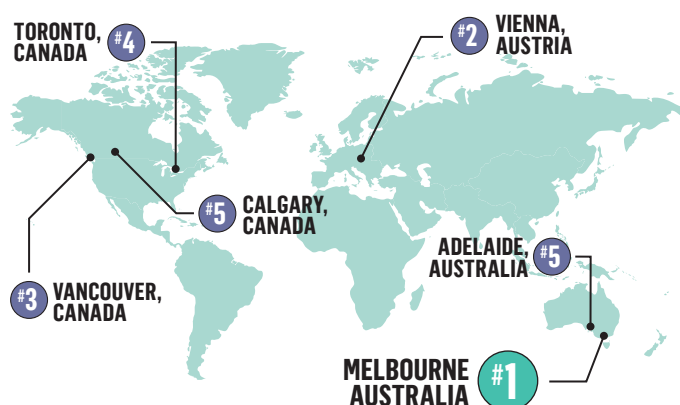 TORONTO,
CANADA
#4
#2
VIENNA,
AUSTRIA
#5
CALGARY,
CANADA
ADELAIDE,
AUSTRALIA
#5
#3
VANCOUVER,
CANADA
MELBOURNE
AUSTRALIA
#1